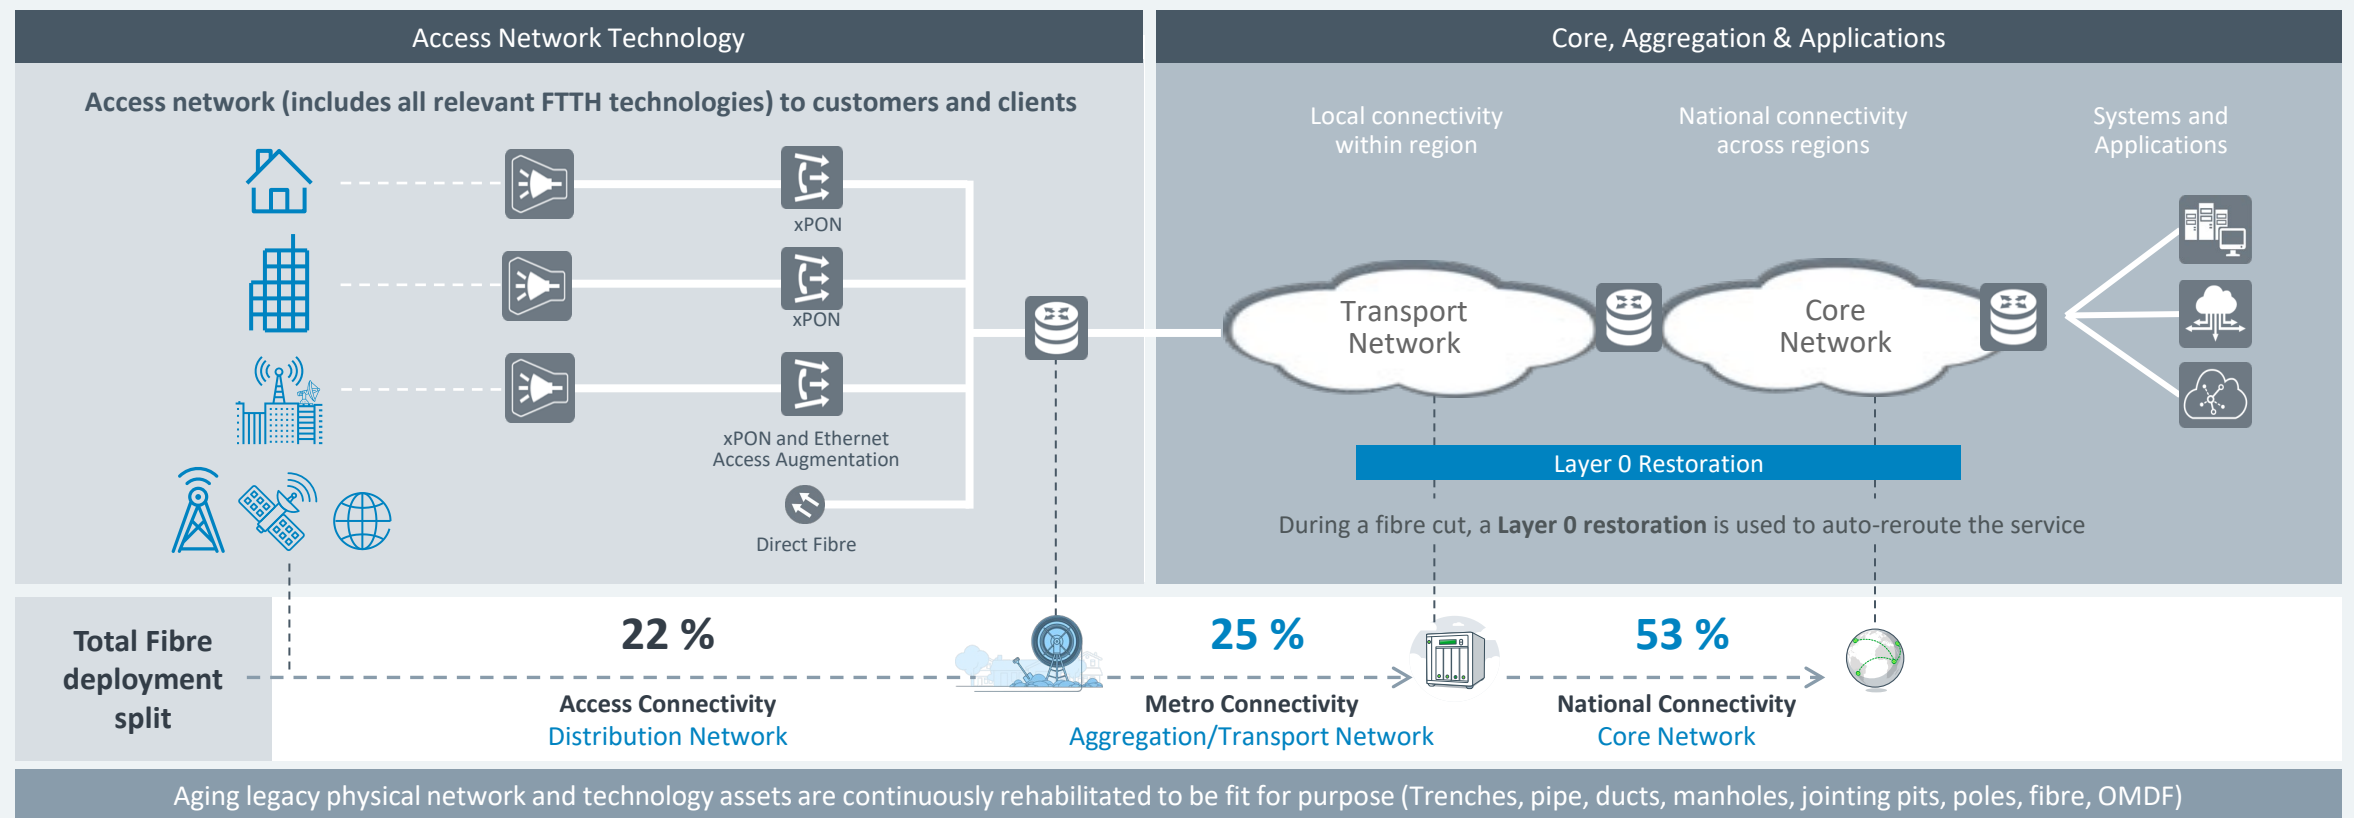 Access Network Technology
Access network (includes all relevant FTTH technologies) to customers and clients
xPON
xPON
xPON and Ethernet
Access Augmentation
Direct Fibre
Core, Aggregation & Applications
Local connectivity
within region
National connectivity
across regions
Systems and
Applications
Transport
Network
Core
Network
Layer 0 Restoration
During a fibre cut, a Layer 0 restoration is used to auto-reroute the service
Total Fibre
deployment
split
22 %
Access Connectivity
Distribution Network
25 %
Metro Connectivity
Aggregation/Transport Network
53 %
National Connectivity
Core Network
Aging legacy physical network and technology assets are continuously rehabilitated to be fit for purpose (Trenches, pipe, ducts, manholes, jointing pits, poles, fibre, OMDF)